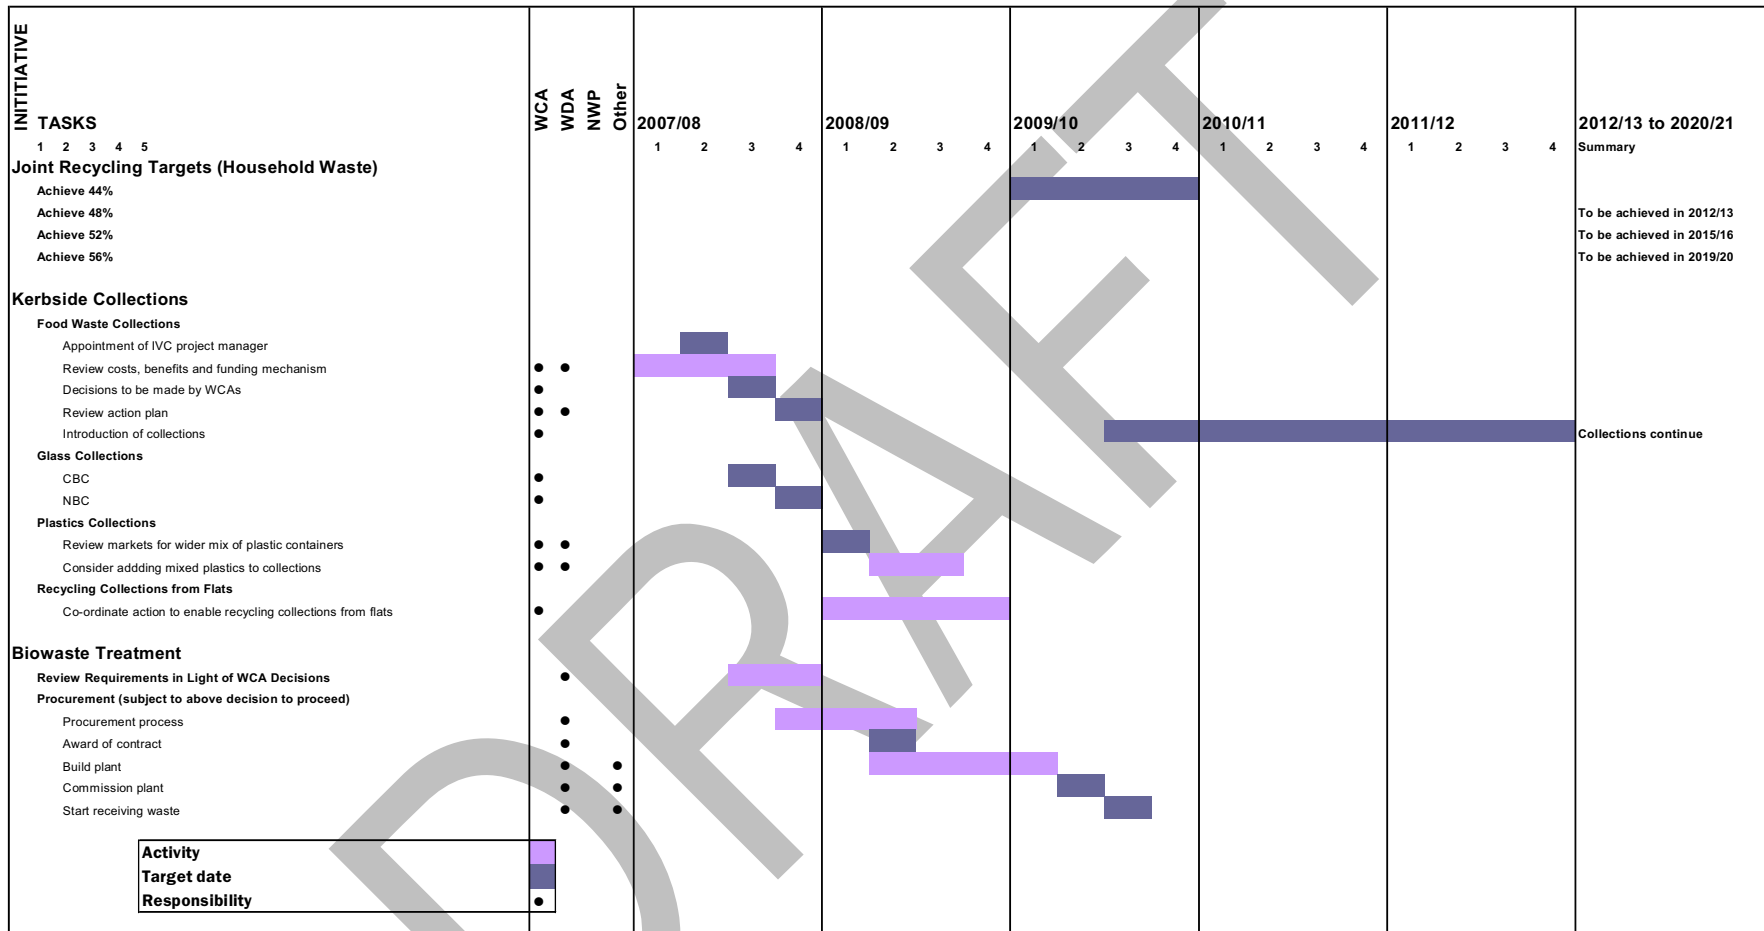 INITITIATIVE
TASKS WCA WDA NWP Other 2007/08 2008/09 2009/10 2010/11 2011/12 2012/13 to 2020/21
1 2 3 4 5 1 2 3 4 1 2 3 4 1 2 3 4 1 2 3 4 1 2 3 4 Summary
Joint Recycling Targets (Household Waste)
Achieve 44%
Achieve 48% To be achieved in 2012/13
Achieve 52% To be achieved in 2015/16
Achieve 56% To be achieved in 2019/20
Kerbside Collections
Food Waste Collections
Appointment of IVC project manager
Review costs, benefits and funding mechanism ● ●
Decisions to be made by WCAs ●
Review action plan ● ●
Introduction of collections ● Collections continue
Glass Collections
CBC ●
NBC ●
Plastics Collections
Review markets for wider mix of plastic containers ● ●
Consider addding mixed plastics to collections ● ●
Recycling Collections from Flats
Co-ordinate action to enable recycling collections from flats ●
Biowaste Treatment
Review Requirements in Light of WCA Decisions ●
Procurement (subject to above decision to proceed)
Procurement process ●
Award of contract ●
Build plant ● ●
Commission plant ● ●
Start receiving waste ● ●
Activity
Target date
Responsibility ●
DRAFT